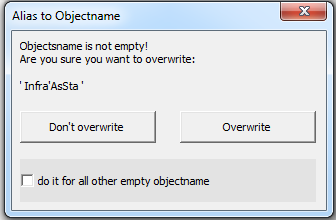 Alias to Objectname
Objectsname is not empty!
Are you sure you want to overwrite:
' Infra'AsSta '
Don't overwrite
Overwrite
do it for all other empty objectname